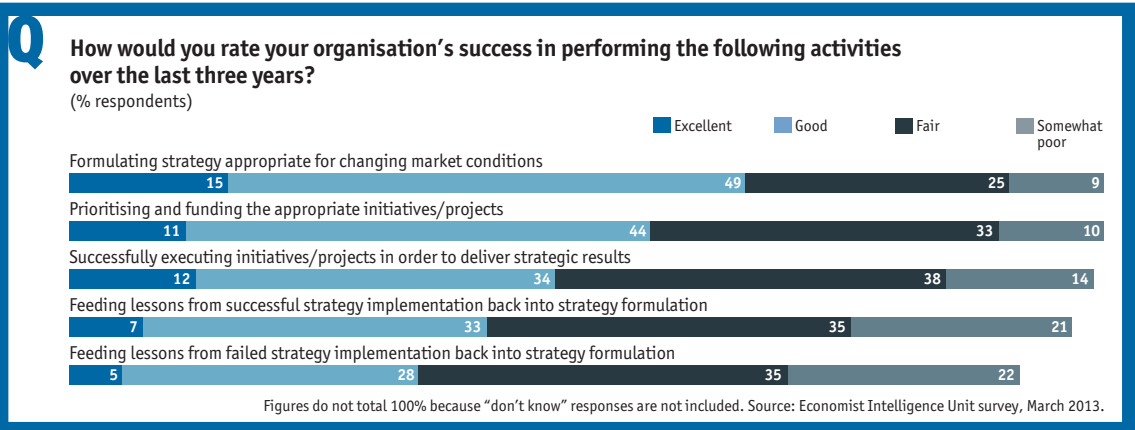 Q
How would you rate your organisation's success in performing the following activities
over the last three years?
(% respondents)
Excellent Good Fair Somewhat
poor
Formulating strategy appropriate for changing market conditions
15 49 25 9
Prioritising and funding the appropriate initiatives/projects
11 44 33 10
Successfully executing initiatives/projects in order to deliver strategic results
12 34 38 14
Feeding lessons from successful strategy implementation back into strategy formulation
7 33 35 21
Feeding lessons from failed strategy implementation back into strategy formulation
5 28 35 22
Figures do not total 100% because “don't know” responses are not included. Source: Economist Intelligence Unit survey, March 2013.